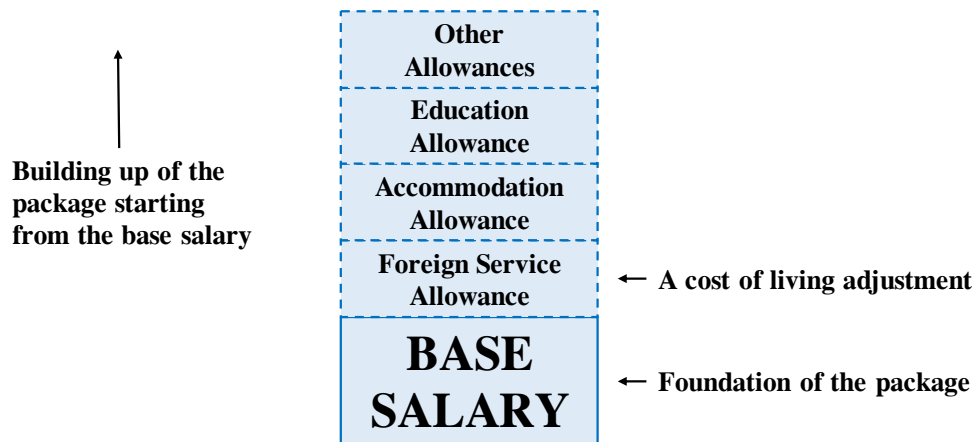 Other
Allowances
Education
Allowance
Building up of the
package starting
from the base salary
Accommodation
Allowance
Foreign Service
Allowance
A cost of living adjustment
BASE
SALARY
Foundation of the package